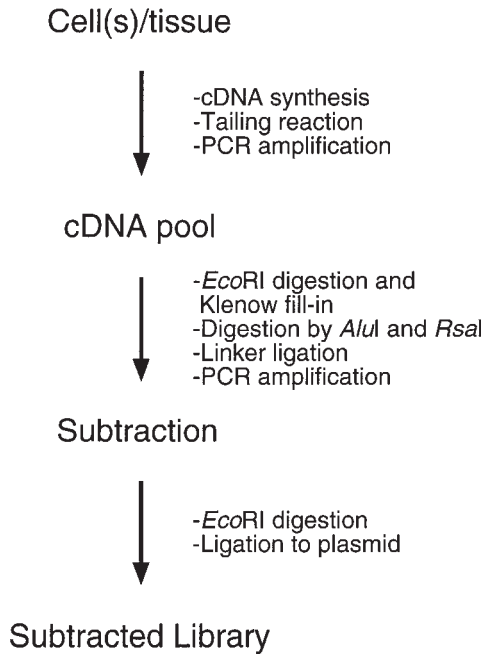 Cell(s)/tissue
-cDNA synthesis
-Tailing reaction
-PCR amplification
cDNA pool
-EcoRI digestion and
Klenow fill-in
-Digestion by AluI and RsaI
-Linker ligation
-PCR amplification
Subtraction
-EcoRI digestion
-Ligation to plasmid
Subtracted Library